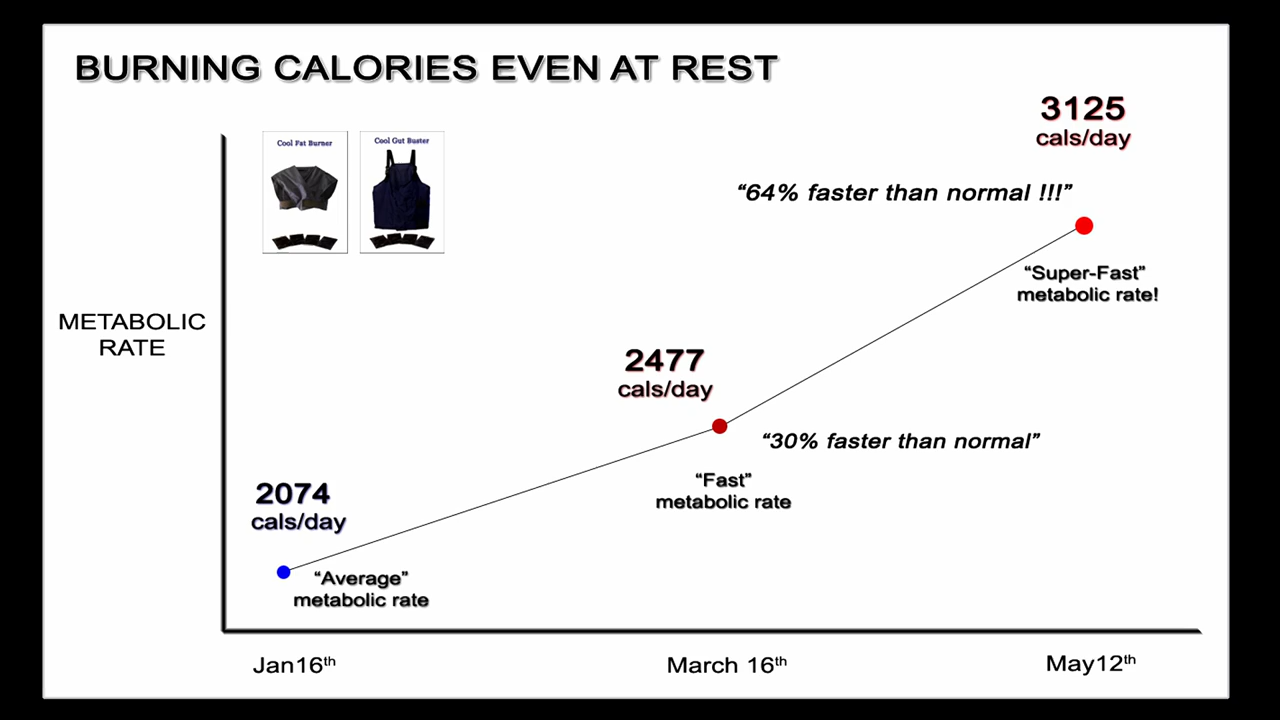 BURNING CALORIES EVEN AT REST
3125
cals/day
Cool Fat Burner
Cool Gut Buster
“64% faster than normal !!!”
“Super-Fast”
metabolic rate!
METABOLIC
RATE
2477
cals/day
“30% faster than normal”
“Fast”
metabolic rate
2074
cals/day
“Average”
metabolic rate
Jan16th
March 16th
May12th